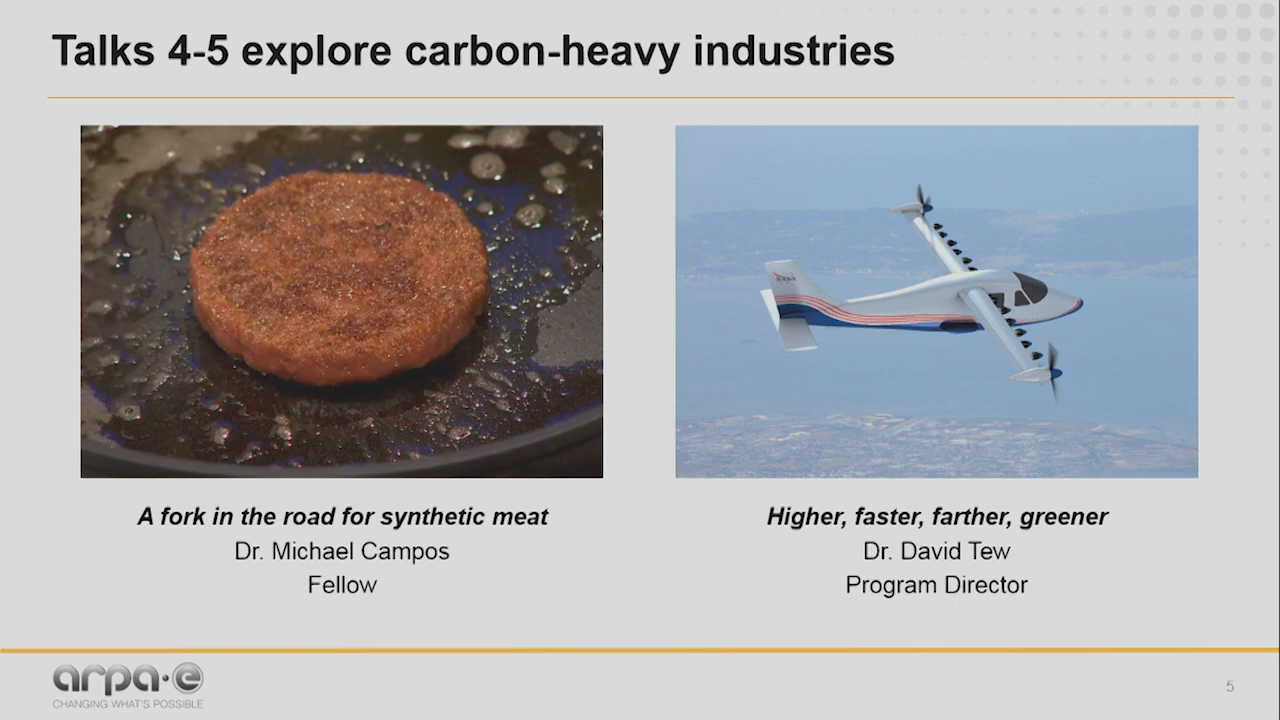 Talks 4-5 explore carbon-heavy industries
A fork in the road for synthetic meat
Dr. Michael Campos
Fellow
Higher, faster, farther, greener
Dr. David Tew
Program Director
arpa·e
CHANGING WHAT'S POSSIBLE
5